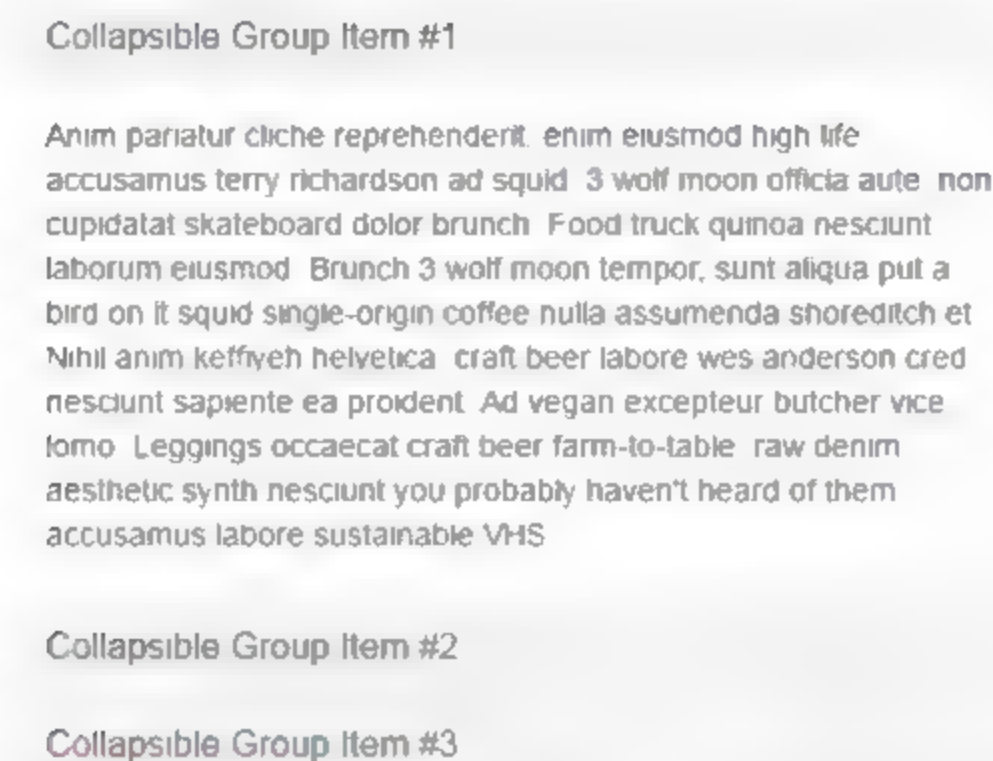 Collapsible Group Item #1
Anim pariatur cliche reprehenderit, enim eiusmod high life
accusamus terry richardson ad squid 3 wolf moon officia aute non
cupidatat skateboard dolor brunch Food truck quinoa nesciunt
laborum eiusmod Brunch 3 wolf moon tempor, sunt aliqua put a
bird on it squid single-origin coffee nulla assumenda shoreditch et
Nihil anim keffiyeh helvetica craft beer labore wes anderson cred
nesciunt sapiente ea proident Ad vegan excepteur butcher vice
lomo Leggings occaecat craft beer farm-to-table raw denim
aesthetic synth nesciunt you probably haven't heard of them
accusamus labore sustainable VHS
Collapsible Group Item #2
Collapsible Group Item #3